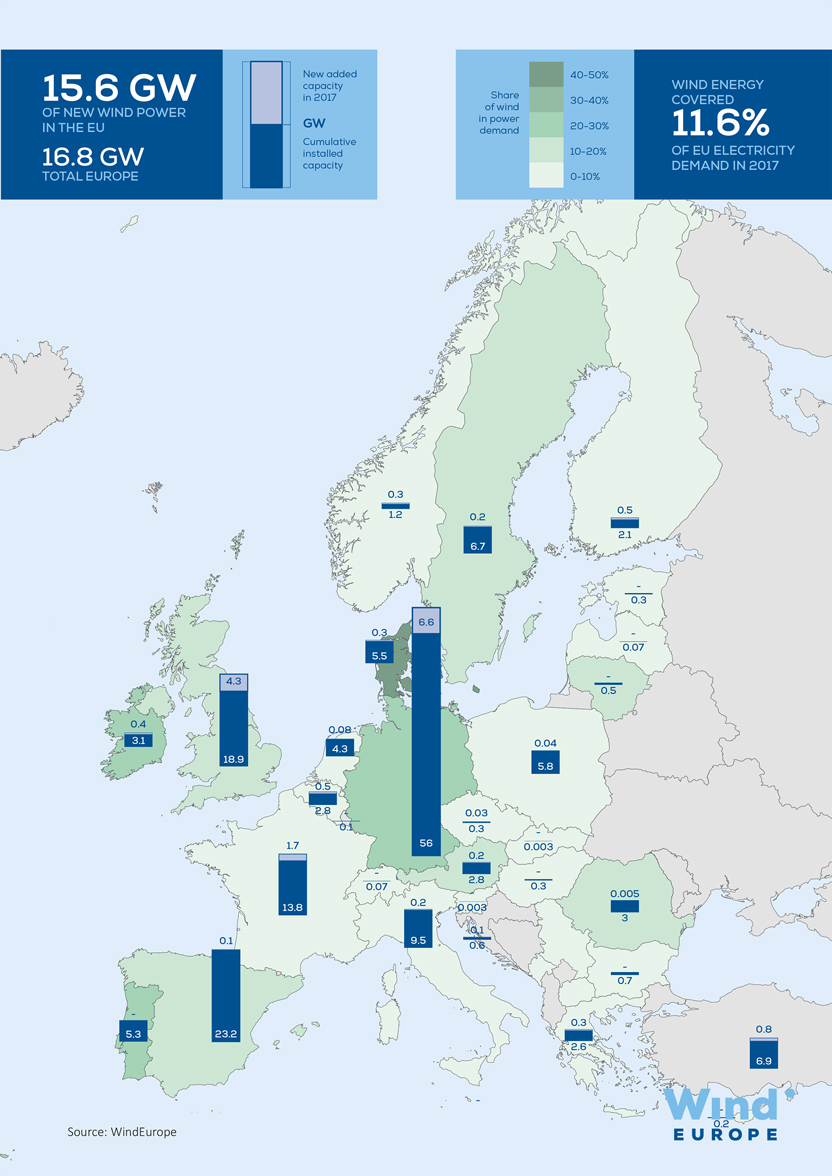 15.6 GW
OF NEW WIND POWER
IN THE EU
16.8 GW
TOTAL EUROPE
New added
capacity
in 2017
GW
Cumulative
installed
capacity
Share
of wind
in power
demand
40-50%
30-40%
20-30%
10-20%
0-10%
WIND ENERGY
COVERED
11.6%
OF EU ELECTRICITY
DEMAND IN 2017
0.3
1.2
0.2
6.7
0.5
2.1
-
0.3
-
0.07
-
0.5
0.3
5.5
6.6
56
4.3
18.9
0.4
3.1
0.08
4.3
0.04
5.8
0.5
2.8
-
0.1
0.03
0.3
-
0.003
1.7
13.8
-
0.07
0.2
2.8
-
0.3
0.005
3
0.2
9.5
-
0.003
0.1
0.6
0.1
23.2
-
0.7
-
5.3
0.3
2.6
0.8
6.9
-
0.2
Wind
EUROPE
Source: WindEurope